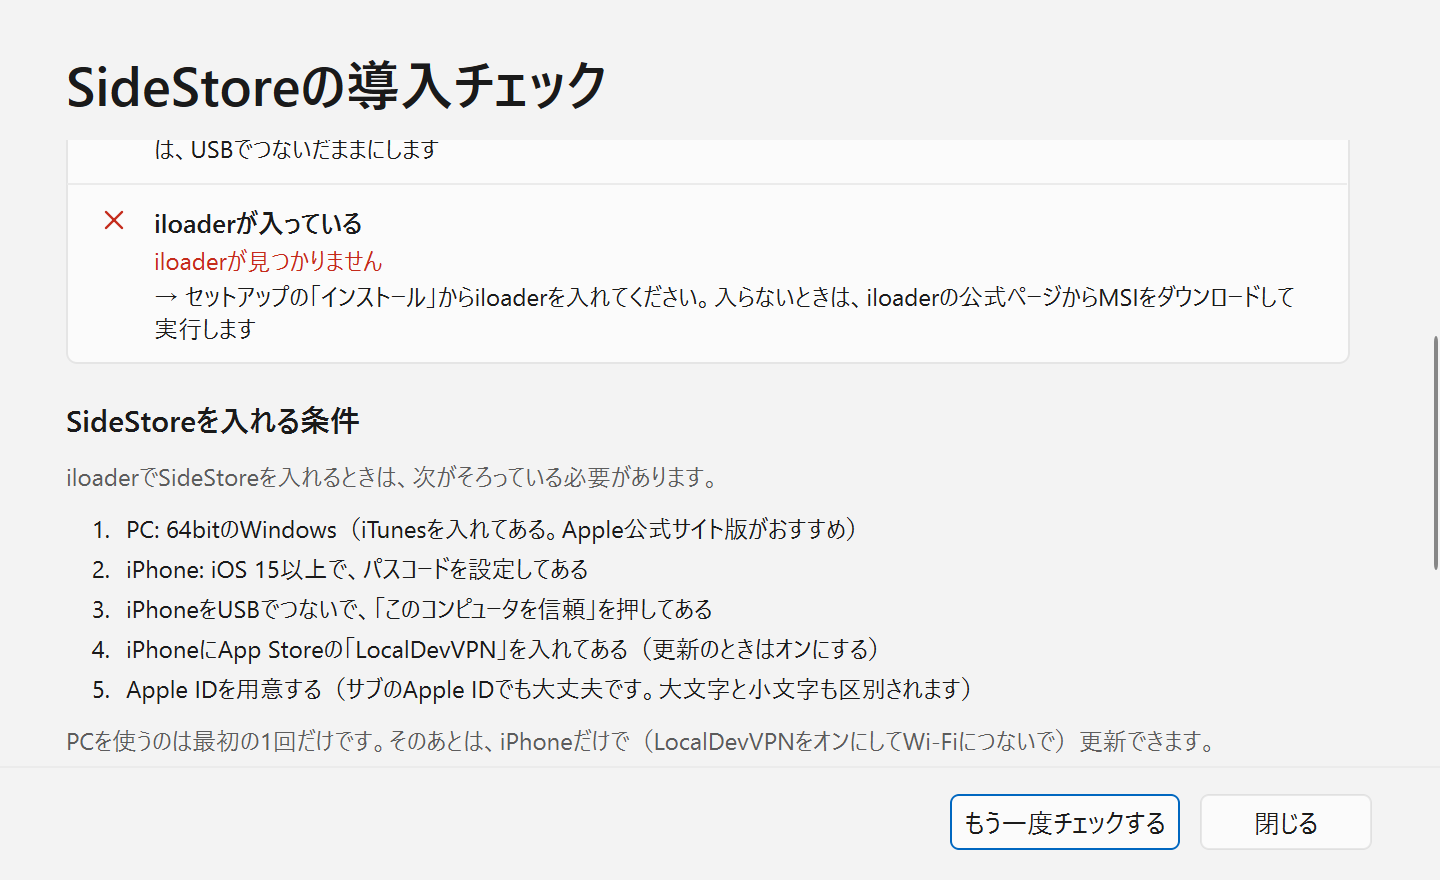 SideStoreの導入チェック
は、USBでつないだままにします
iloaderが入っている
iloaderが見つかりません
→ セットアップの「インストール」からiloaderを入れてください。入らないときは、iloaderの公式ページからMSIをダウンロードして
実行します
SideStoreを入れる条件
iloaderでSideStoreを入れるときは、次がそろっている必要があります。
1. PC: 64bitのWindows（iTunesを入れてある。Apple公式サイト版がおすすめ）
2. iPhone: iOS 15以上で、パスコードを設定してある
3. iPhoneをUSBでつないで、「このコンピュータを信頼」を押してある
4. iPhoneにApp Storeの「LocalDevVPN」を入れてある（更新のときはオンにする）
5. Apple IDを用意する（サブのApple IDでも大丈夫です。大文字と小文字も区別されます）
PCを使うのは最初の1回だけです。そのあとは、iPhoneだけで（LocalDevVPNをオンにしてWi-Fiにつないで）更新できます。
もう一度チェックする
閉じる